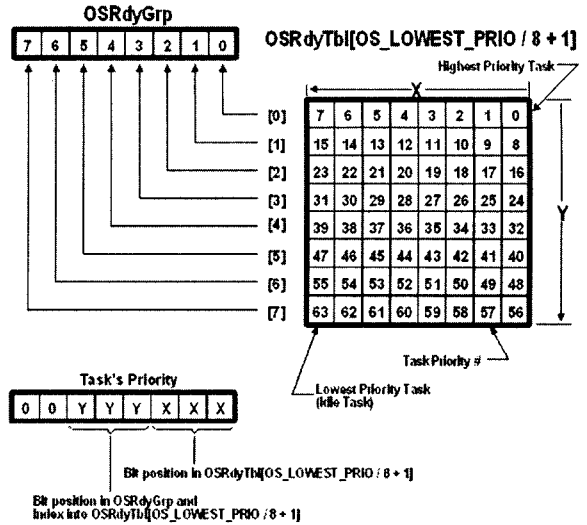 OSRdyGrp
7 6 5 4 3 2 1 0
OSRdyTbl[OS_LOWEST_PRIO / 8 + 1]
Highest Priority Task
X
[0] 7 6 5 4 3 2 1 0
[1] 15 14 13 12 11 10 9 8
[2] 23 22 21 20 19 18 17 16
[3] 31 30 29 28 27 26 25 24
[4] 39 38 37 36 35 34 33 32
[5] 47 46 45 44 43 42 41 40
[6] 55 54 53 52 51 50 49 48
[7] 63 62 61 60 59 58 57 56
Y
Task Priority #
Lowest Priority Task
(Idle Task)
Task's Priority
0 0 Y Y Y X X X
Bit position in OSRdyTbl[OS_LOWEST_PRIO / 8 + 1]
Bit position in OSRdyGrp and
Index into OSRdyTbl[OS_LOWEST_PRIO / 8 + 1]